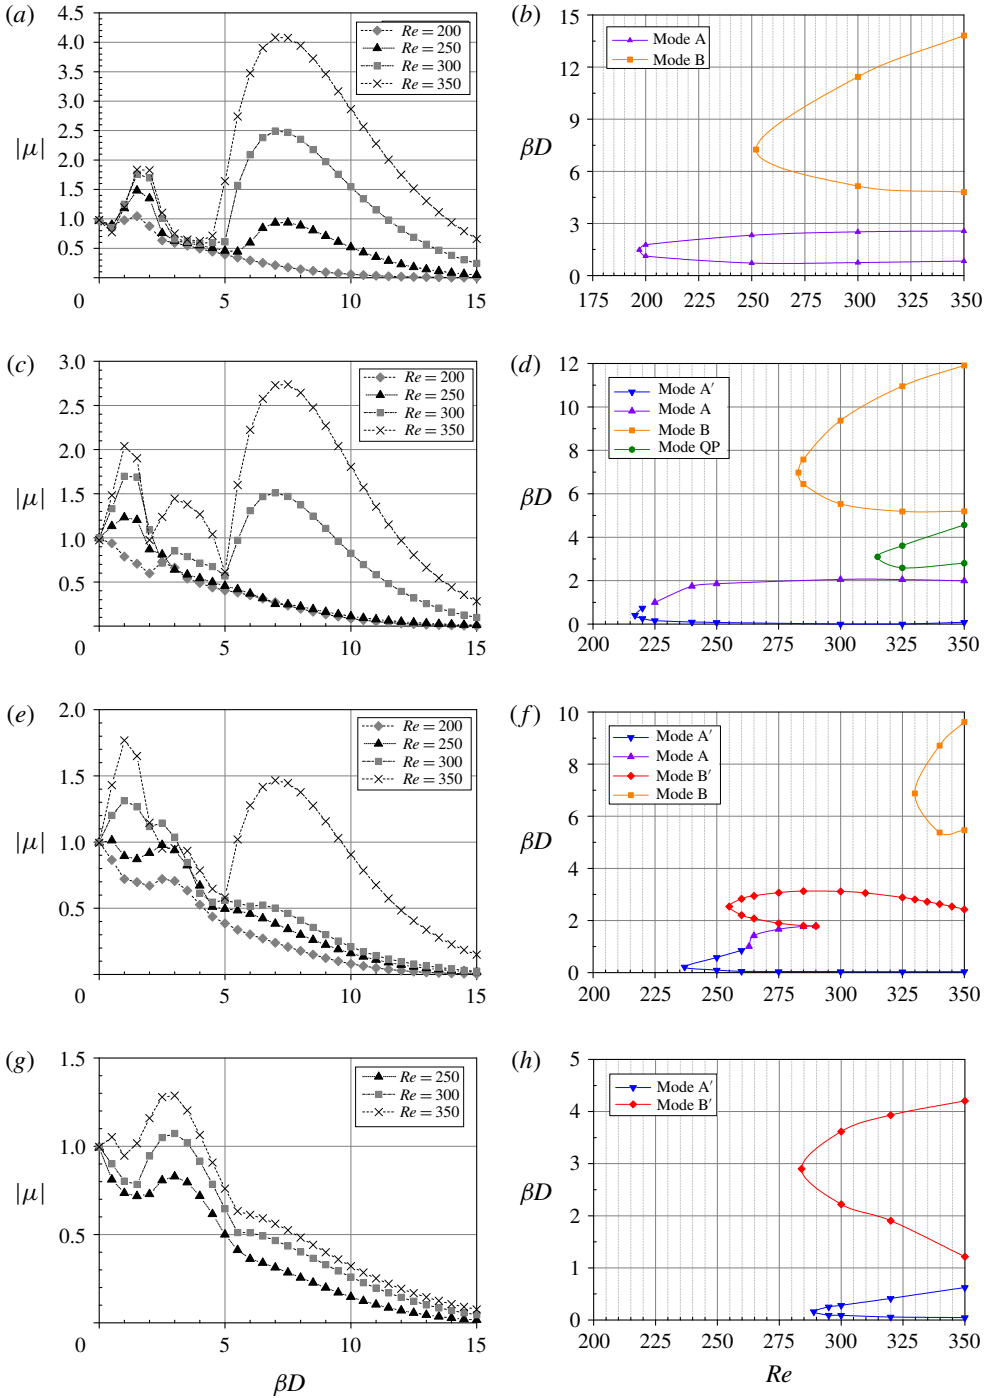 (a)
|μ|
4.5
4.0
3.5
3.0
2.5
2.0
1.5
1.0
0.5
0
5
10
15
Re = 200
Re = 250
Re = 300
Re = 350
(b)
βD
15
12
9
6
3
0
175
200
225
250
275
300
325
350
Mode A
Mode B
(c)
|μ|
3.0
2.5
2.0
1.5
1.0
0.5
0
5
10
15
Re = 200
Re = 250
Re = 300
Re = 350
(d)
βD
12
10
8
6
4
2
0
200
225
250
275
300
325
350
Mode A′
Mode A
Mode B
Mode QP
(e)
|μ|
2.0
1.5
1.0
0.5
0
5
10
15
Re = 200
Re = 250
Re = 300
Re = 350
(f)
βD
10
8
6
4
2
0
200
225
250
275
300
325
350
Mode A′
Mode A
Mode B′
Mode B
(g)
|μ|
1.5
1.0
0.5
0
5
10
15
βD
Re = 250
Re = 300
Re = 350
(h)
βD
5
4
3
2
1
0
200
225
250
275
300
325
350
Re
Mode A′
Mode B′